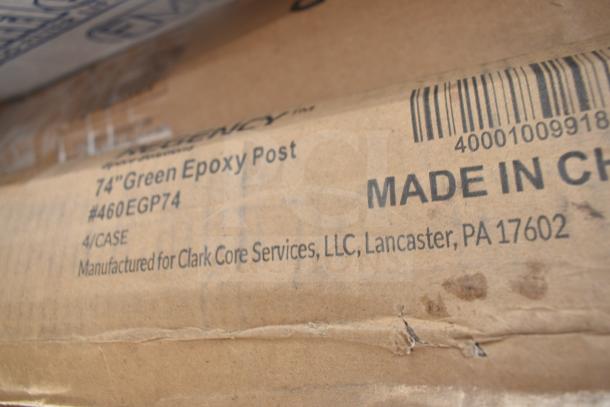 REGENCY™
74" Green Epoxy Post
#460EGP74
4/CASE
Manufactured for Clark Core Services, LLC, Lancaster, PA 17602
40001009918
MADE IN CH